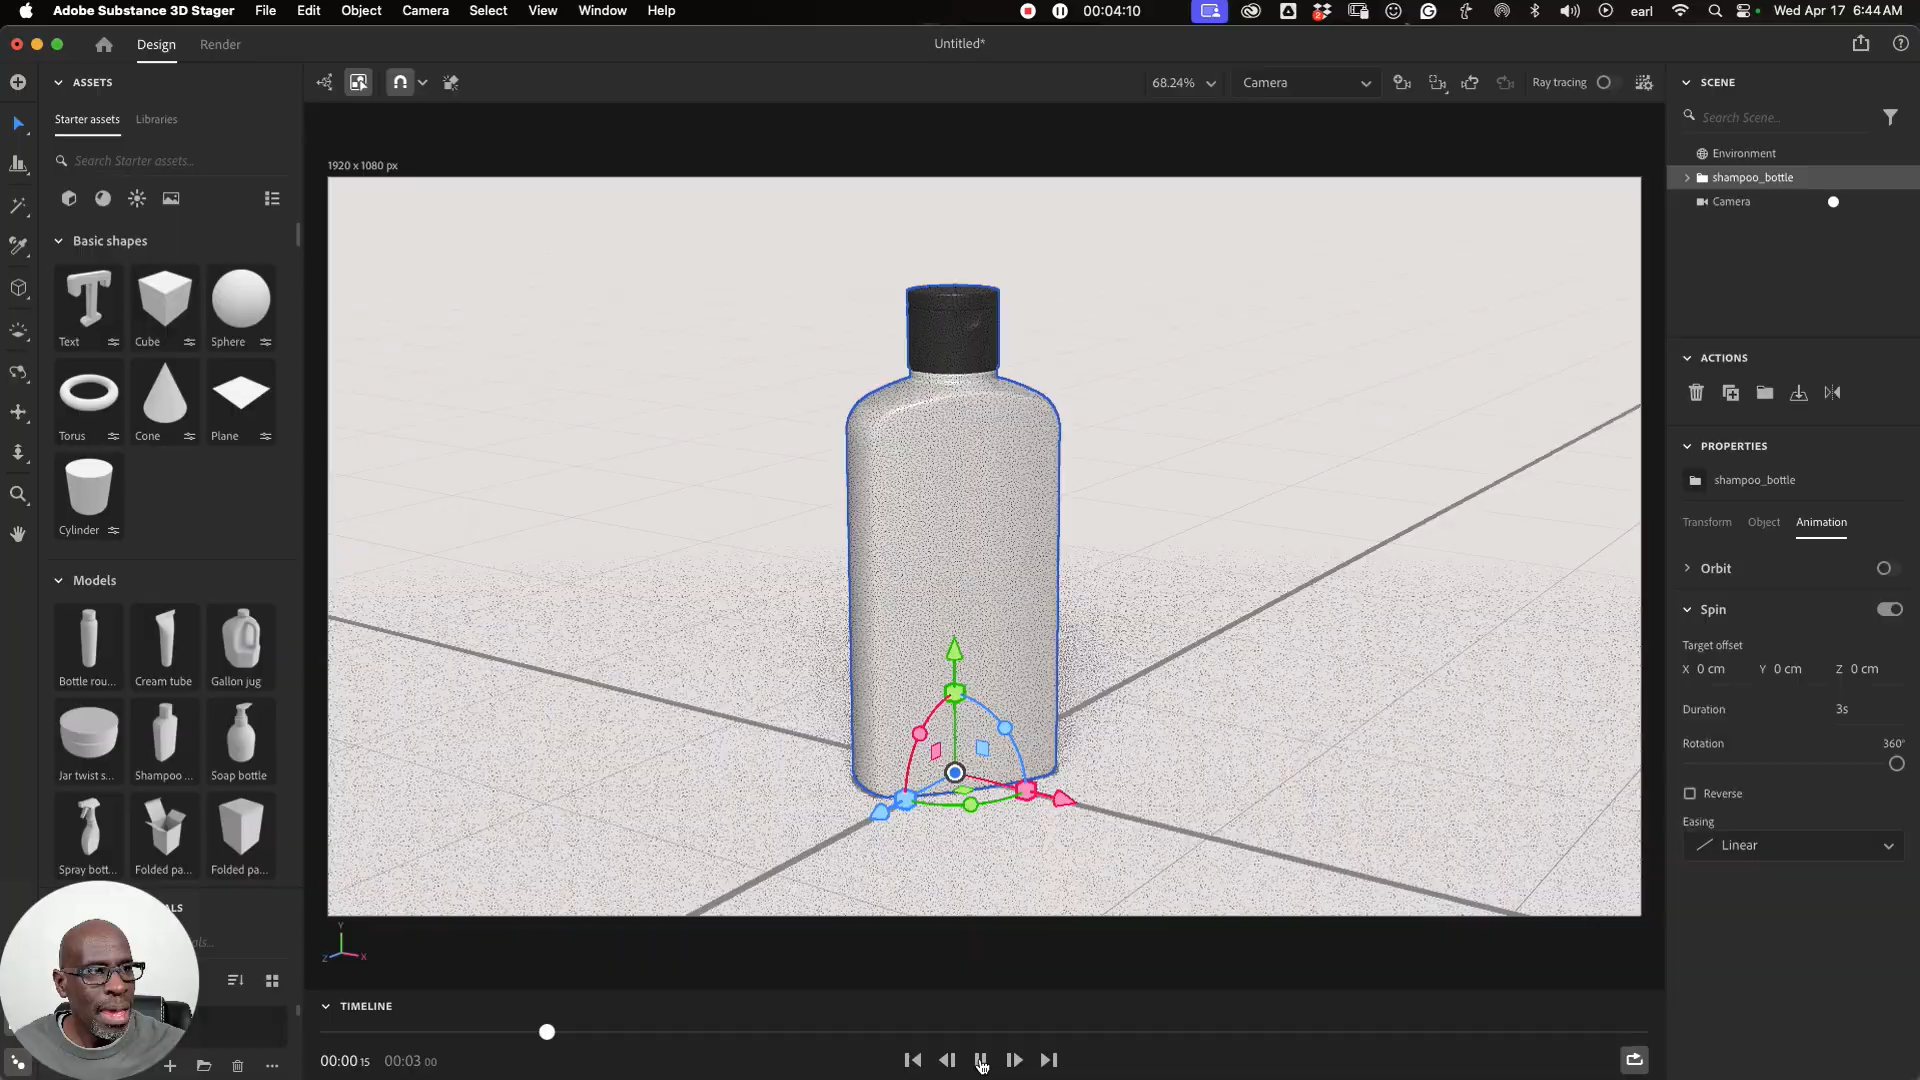 Adobe Substance 3D Stager File Edit Object Camera Select View Window Help 00:04:10 earl Wed Apr 17 6:44 AM
Design Render Untitled*
ASSETS 68.24% Camera Ray tracing SCENE
Starter assets Libraries Search Scene...
Search Starter assets...
1920 x 1080 px
Environment
shampoo_bottle
Camera
Basic shapes
Text Cube Sphere
ACTIONS
Torus Cone Plane
PROPERTIES
shampoo_bottle
Transform Object Animation
Cylinder
Orbit
Models
Spin
Target offset
X 0 cm Y 0 cm Z 0 cm
Bottle rou... Cream tube Gallon jug
Duration 3s
Rotation 360°
Jar twist s... Shampoo ... Soap bottle
Reverse
Easing
Linear
Spray bott... Folded pa... Folded pa...
ALS
als...
Y
Z X
TIMELINE
00:00 15 00:03 00